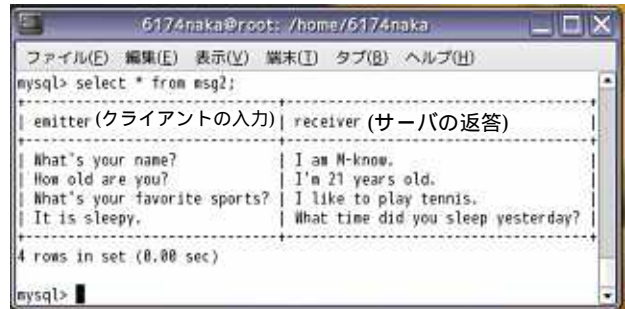 6174naka@root: /home/6174naka
ファイル(F) 編集(E) 表示(V) 端末(T) タブ(B) ヘルプ(H)
mysql> select * from msg2;
| emitter (クライアントの入力) | receiver (サーバの返答) |
| What's your name? | I am M-know. |
| How old are you? | I'm 21 years old. |
| What's your favorite sports? | I like to play tennis. |
| It is sleepy. | What time did you sleep yesterday? |
4 rows in set (0.00 sec)
mysql>